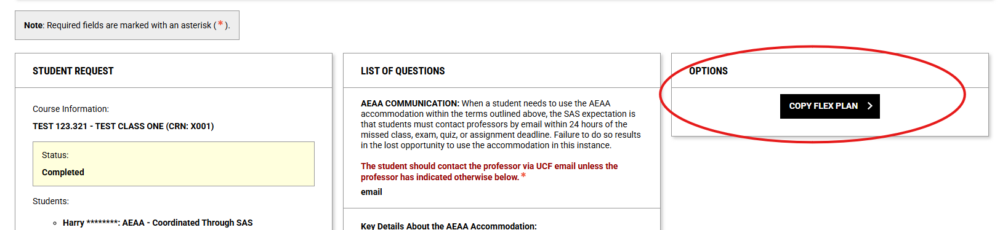 Note: Required fields are marked with an asterisk (*).
STUDENT REQUEST
Course Information:
TEST 123.321 - TEST CLASS ONE (CRN: X001)
Status:
Completed
Students:
Harry ********: AEAA - Coordinated Through SAS
LIST OF QUESTIONS
AEAA COMMUNICATION: When a student needs to use the AEAA
accommodation within the terms outlined above, the SAS expectation is
that students must contact professors by email within 24 hours of the
missed class, exam, quiz, or assignment deadline. Failure to do so results
in the lost opportunity to use the accommodation in this instance.
The student should contact the professor via UCF email unless the
professor has indicated otherwise below. *
email
Key Details About the AEAA Accommodation:
OPTIONS
COPY FLEX PLAN